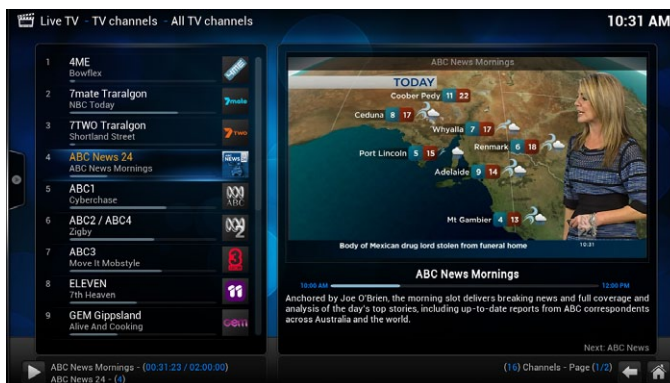 Live TV - TV channels - All TV channels
10:31 AM
1 4ME
Bowflex
2 7mate Traralgon
NBC Today
7mate
3 7TWO Traralgon
Shortland Street
7TWO
4 ABC News 24
ABC News Mornings
NEWS
5 ABC1
Cyberchase
ABC
6 ABC2 / ABC4
Zigby
2
7 ABC3
Move It Mobstyle
3
8 ELEVEN
7th Heaven
11
9 GEM Gippsland
Alive And Cooking
Gem
ABC News Mornings
TODAY
Coober Pedy 11 22
Ceduna 8 17
Whyalla 7 17
Renmark 6 18
Port Lincoln 5 15
Adelaide 9 14
Mt Gambier 4 13
Body of Mexican drug lord stolen from funeral home
10:31
ABC News Mornings
10:00 AM
12:00 PM
Anchored by Joe O'Brien, the morning slot delivers breaking news and full coverage and
analysis of the day's top stories, including up-to-date reports from ABC correspondents
across Australia and the world.
Next: ABC News
ABC News Mornings - (00:31:23 / 02:00:00)
ABC News 24 - (4)
(16) Channels - Page (1/2)